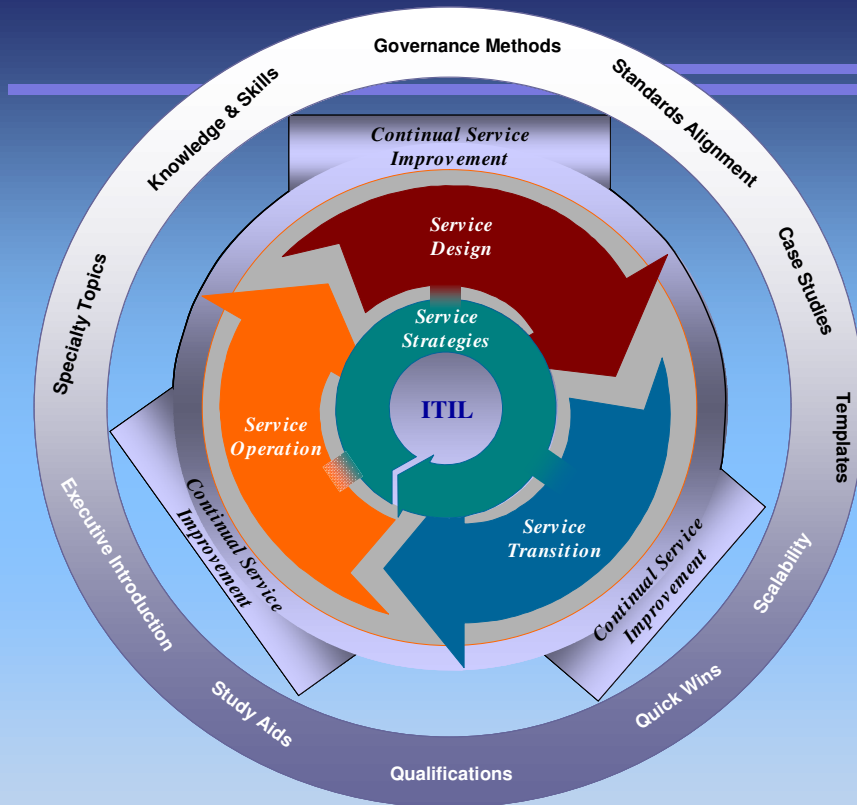 Governance Methods
Standards Alignment
Case Studies
Templates
Scalability
Quick Wins
Qualifications
Study Aids
Executive Introduction
Specialty Topics
Knowledge & Skills
Continual Service
Improvement
Service
Design
Service
Strategies
ITIL
Service
Operation
Service
Transition
Continual Service
Improvement
Continual Service
Improvement